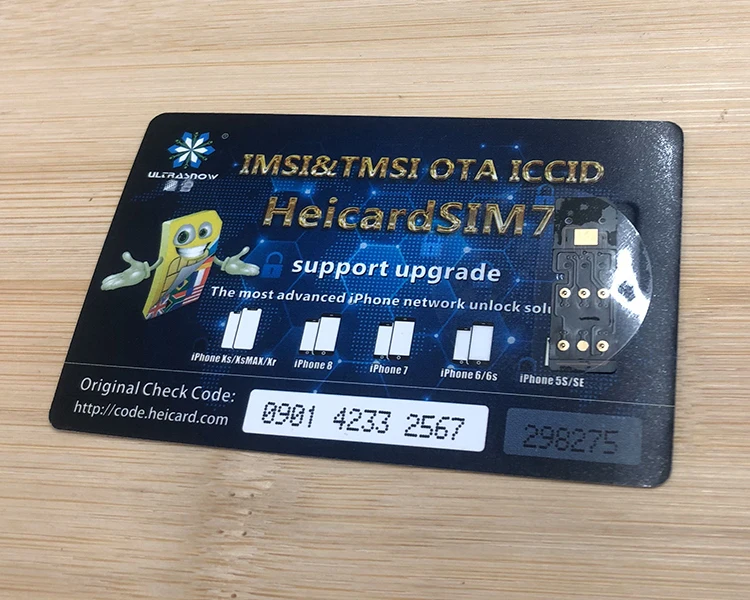 ULTRASNOW
IMSI&TMSI OTA ICCID
HeicardSIM7
support upgrade
The most advanced iPhone network unlock solu
iPhone Xs/XsMAX/Xr
iPhone 8
iPhone 7
iPhone 6/6s
iPhone 5S/SE
Original Check Code:
http://code.heicard.com
0901 4233 2567
298275